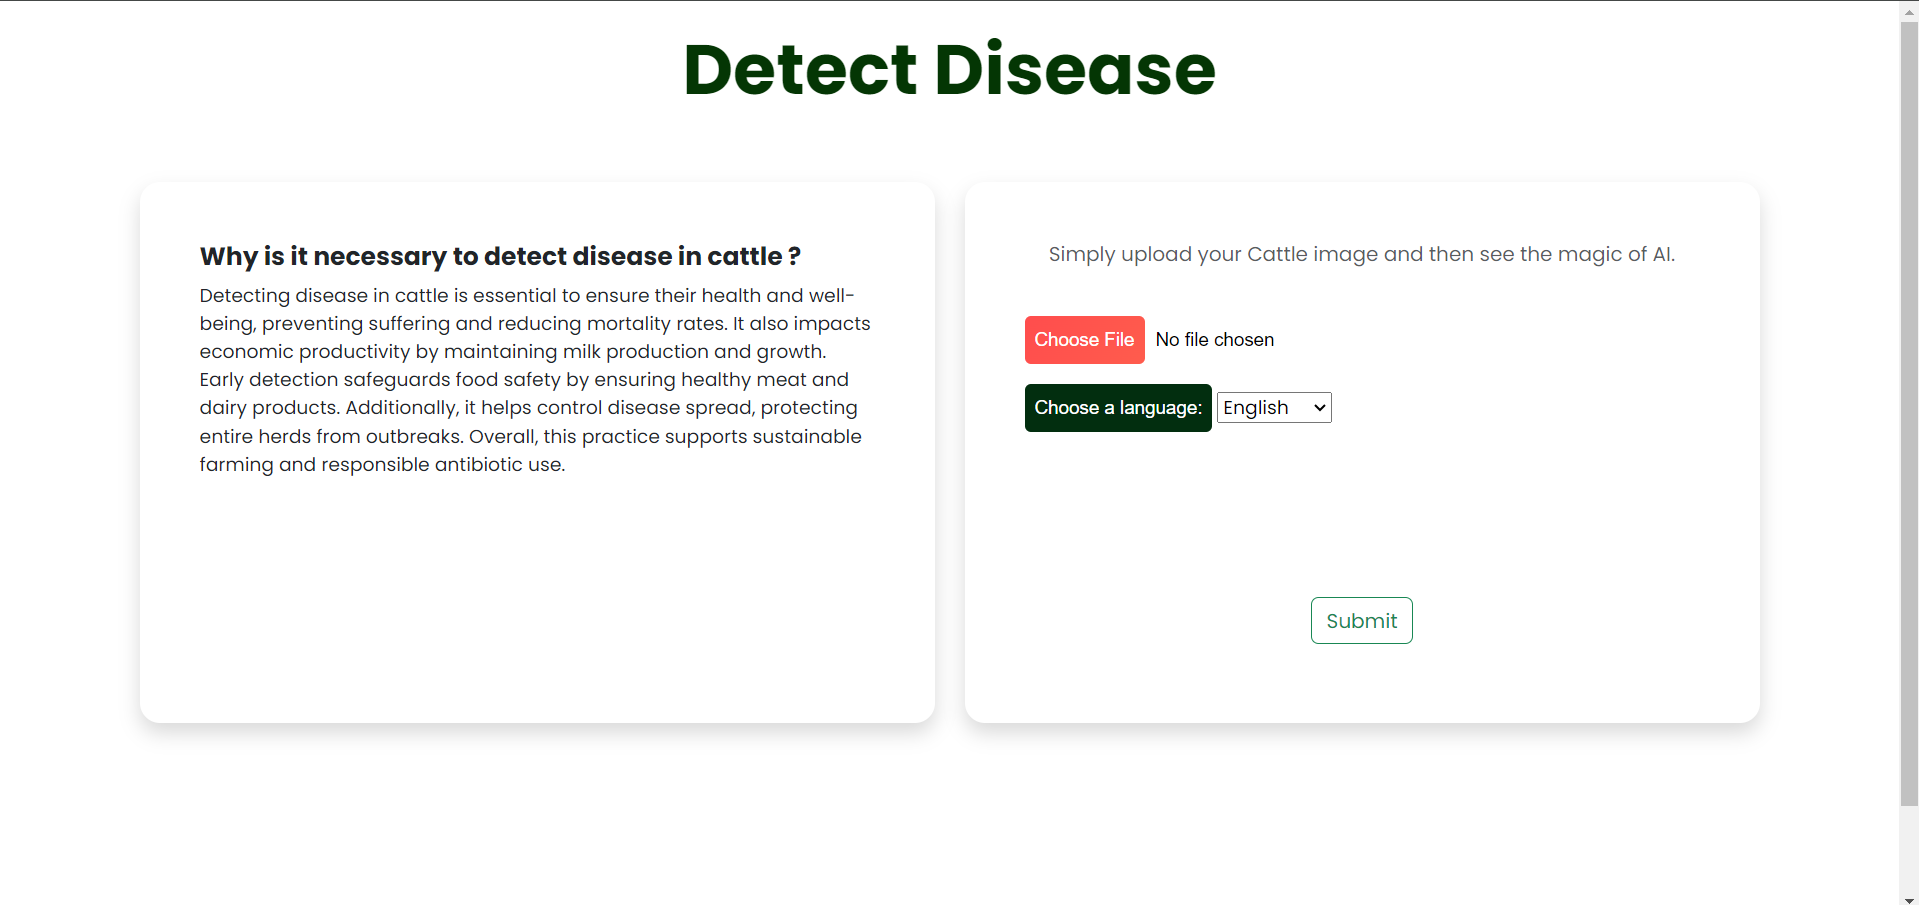 Detect Disease
Why is it necessary to detect disease in cattle ?
Detecting disease in cattle is essential to ensure their health and well-
being, preventing suffering and reducing mortality rates. It also impacts
economic productivity by maintaining milk production and growth.
Early detection safeguards food safety by ensuring healthy meat and
dairy products. Additionally, it helps control disease spread, protecting
entire herds from outbreaks. Overall, this practice supports sustainable
farming and responsible antibiotic use.
Simply upload your Cattle image and then see the magic of AI.
Choose File No file chosen
Choose a language: English
Submit